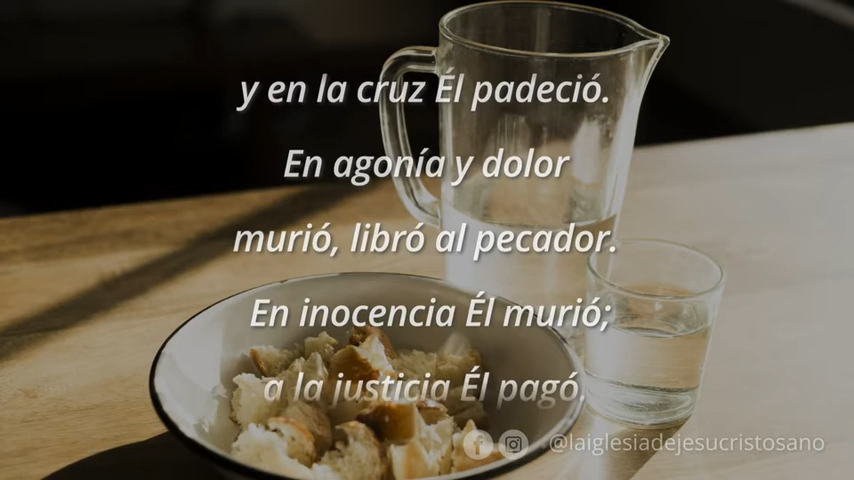 y en la cruz Él padeció.
En agonía y dolor
murió, libró al pecador.
En inocencia Él murió;
a la justicia Él pagó.
@laiglesiadejesucristosano